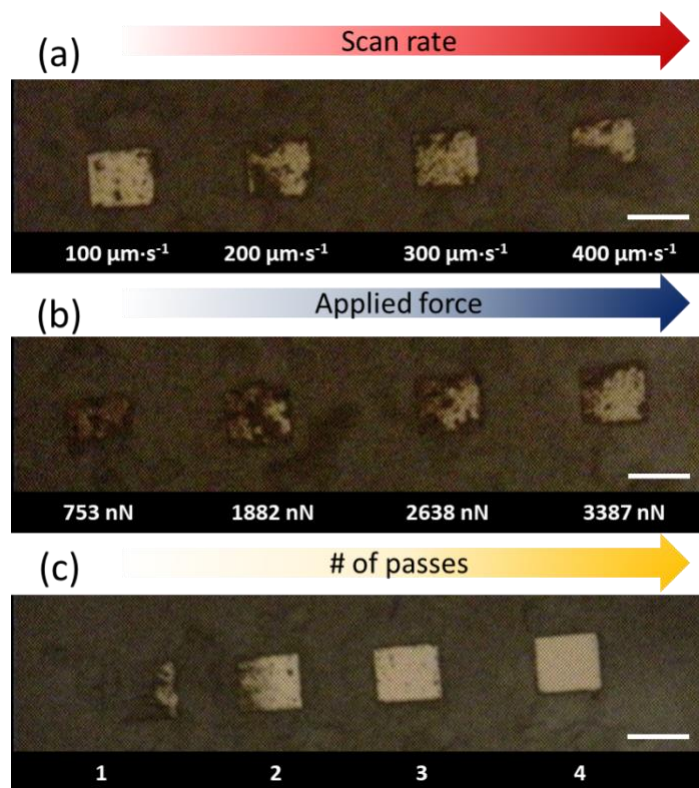 (a)
Scan rate
100 µm·s⁻¹ 200 µm·s⁻¹ 300 µm·s⁻¹ 400 µm·s⁻¹
(b)
Applied force
753 nN 1882 nN 2638 nN 3387 nN
(c)
# of passes
1 2 3 4